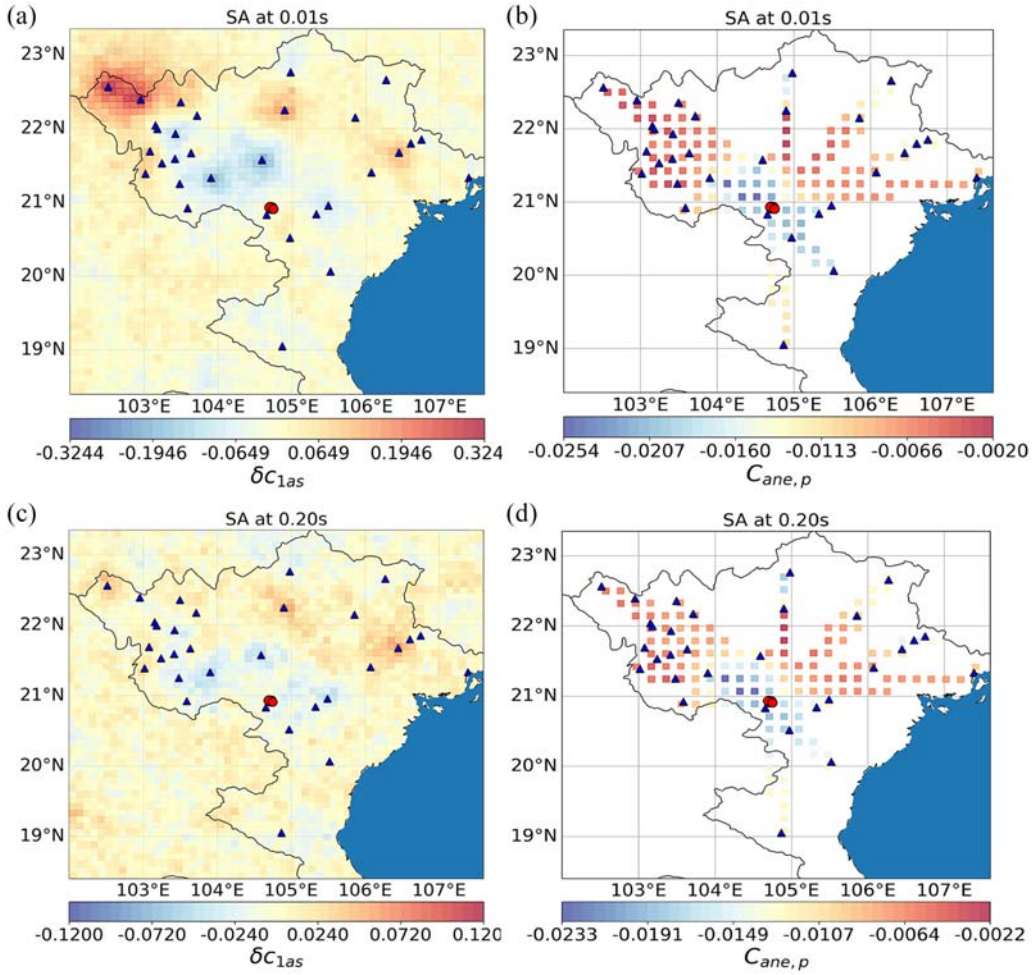 (a)
SA at 0.01s
23°N
22°N
21°N
20°N
19°N
103°E 104°E 105°E 106°E 107°E
-0.3244 -0.1946 -0.0649 0.0649 0.1946 0.324
δc1as
(b)
SA at 0.01s
23°N
22°N
21°N
20°N
19°N
103°E 104°E 105°E 106°E 107°E
-0.0254 -0.0207 -0.0160 -0.0113 -0.0066 -0.0020
Cane,p
(c)
SA at 0.20s
23°N
22°N
21°N
20°N
19°N
103°E 104°E 105°E 106°E 107°E
-0.1200 -0.0720 -0.0240 0.0240 0.0720 0.120
δc1as
(d)
SA at 0.20s
23°N
22°N
21°N
20°N
19°N
103°E 104°E 105°E 106°E 107°E
-0.0233 -0.0191 -0.0149 -0.0107 -0.0064 -0.0022
Cane,p